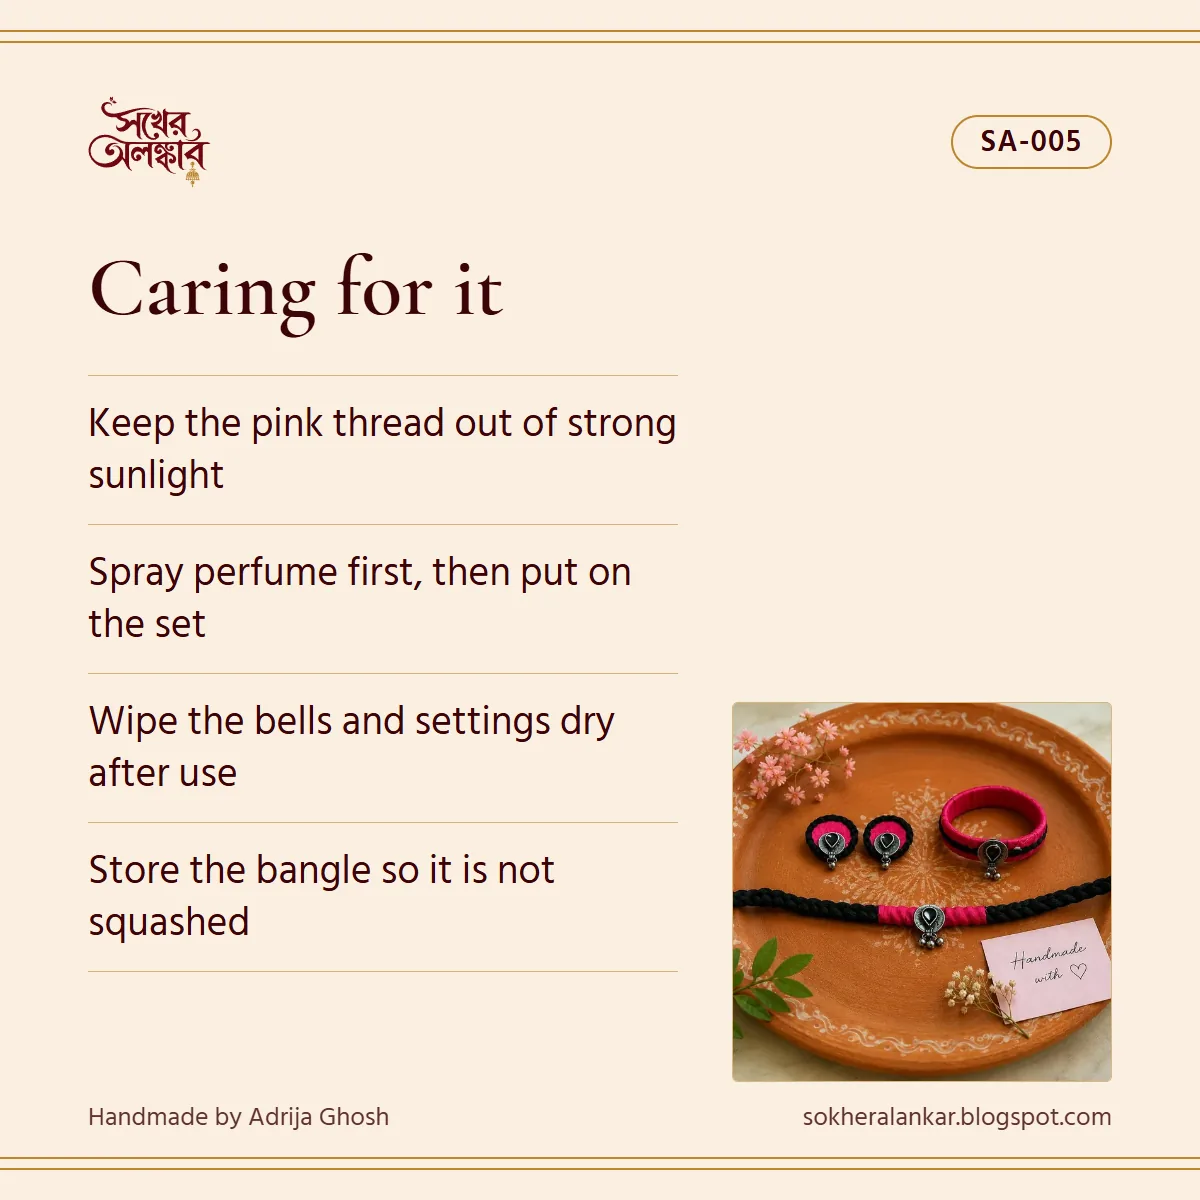 সখের
অলঙ্কার
SA-005
Caring for it
Keep the pink thread out of strong
sunlight
Spray perfume first, then put on
the set
Wipe the bells and settings dry
after use
Store the bangle so it is not
squashed
Handmade
with
Handmade by Adrija Ghosh
sokheralankar.blogspot.com